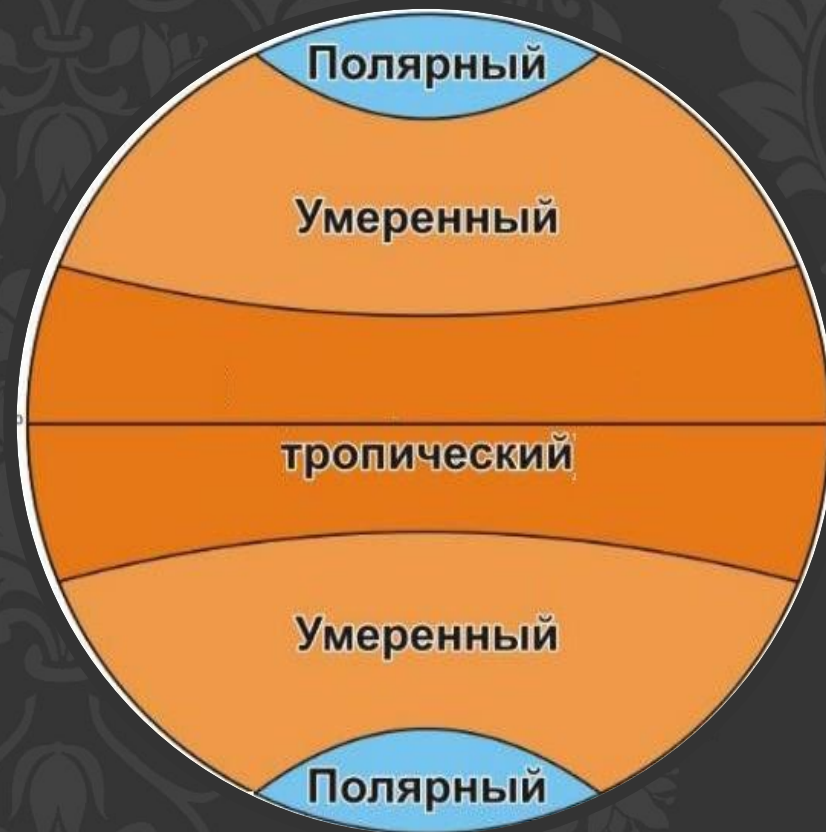 Полярный
Умеренный
тропический
Умеренный
Полярный